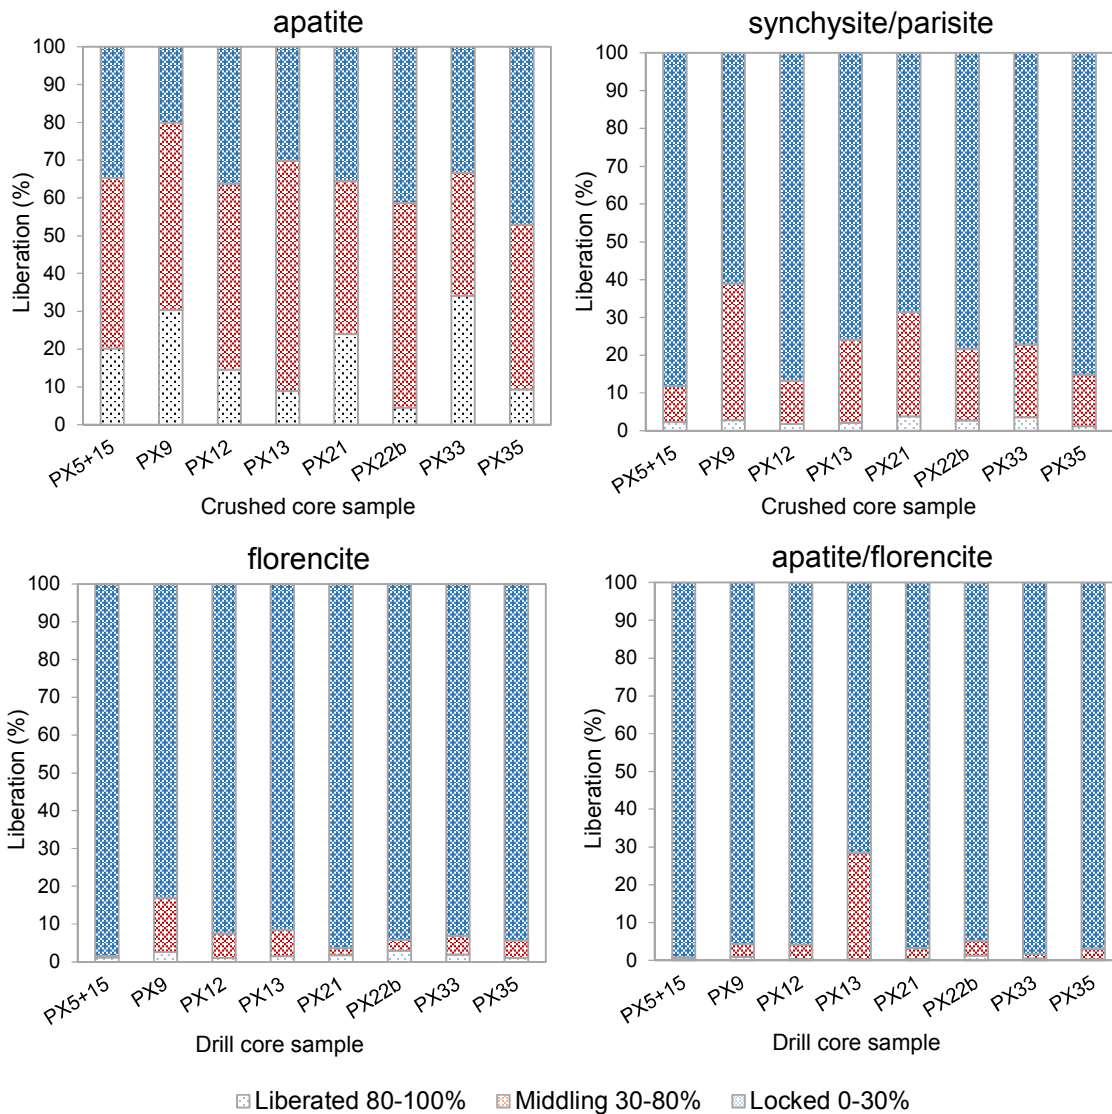 apatite
100
90
80
70
60
50
40
30
20
10
0
Liberation (%)
PX5+15 PX9 PX12 PX13 PX21 PX22b PX33 PX35
Crushed core sample
synchysite/parisite
100
90
80
70
60
50
40
30
20
10
0
Liberation (%)
PX5+15 PX9 PX12 PX13 PX21 PX22b PX33 PX35
Crushed core sample
florencite
100
90
80
70
60
50
40
30
20
10
0
Liberation (%)
PX5+15 PX9 PX12 PX13 PX21 PX22b PX33 PX35
Drill core sample
apatite/florencite
100
90
80
70
60
50
40
30
20
10
0
Liberation (%)
PX5+15 PX9 PX12 PX13 PX21 PX22b PX33 PX35
Drill core sample
Liberated 80-100% Middling 30-80% Locked 0-30%